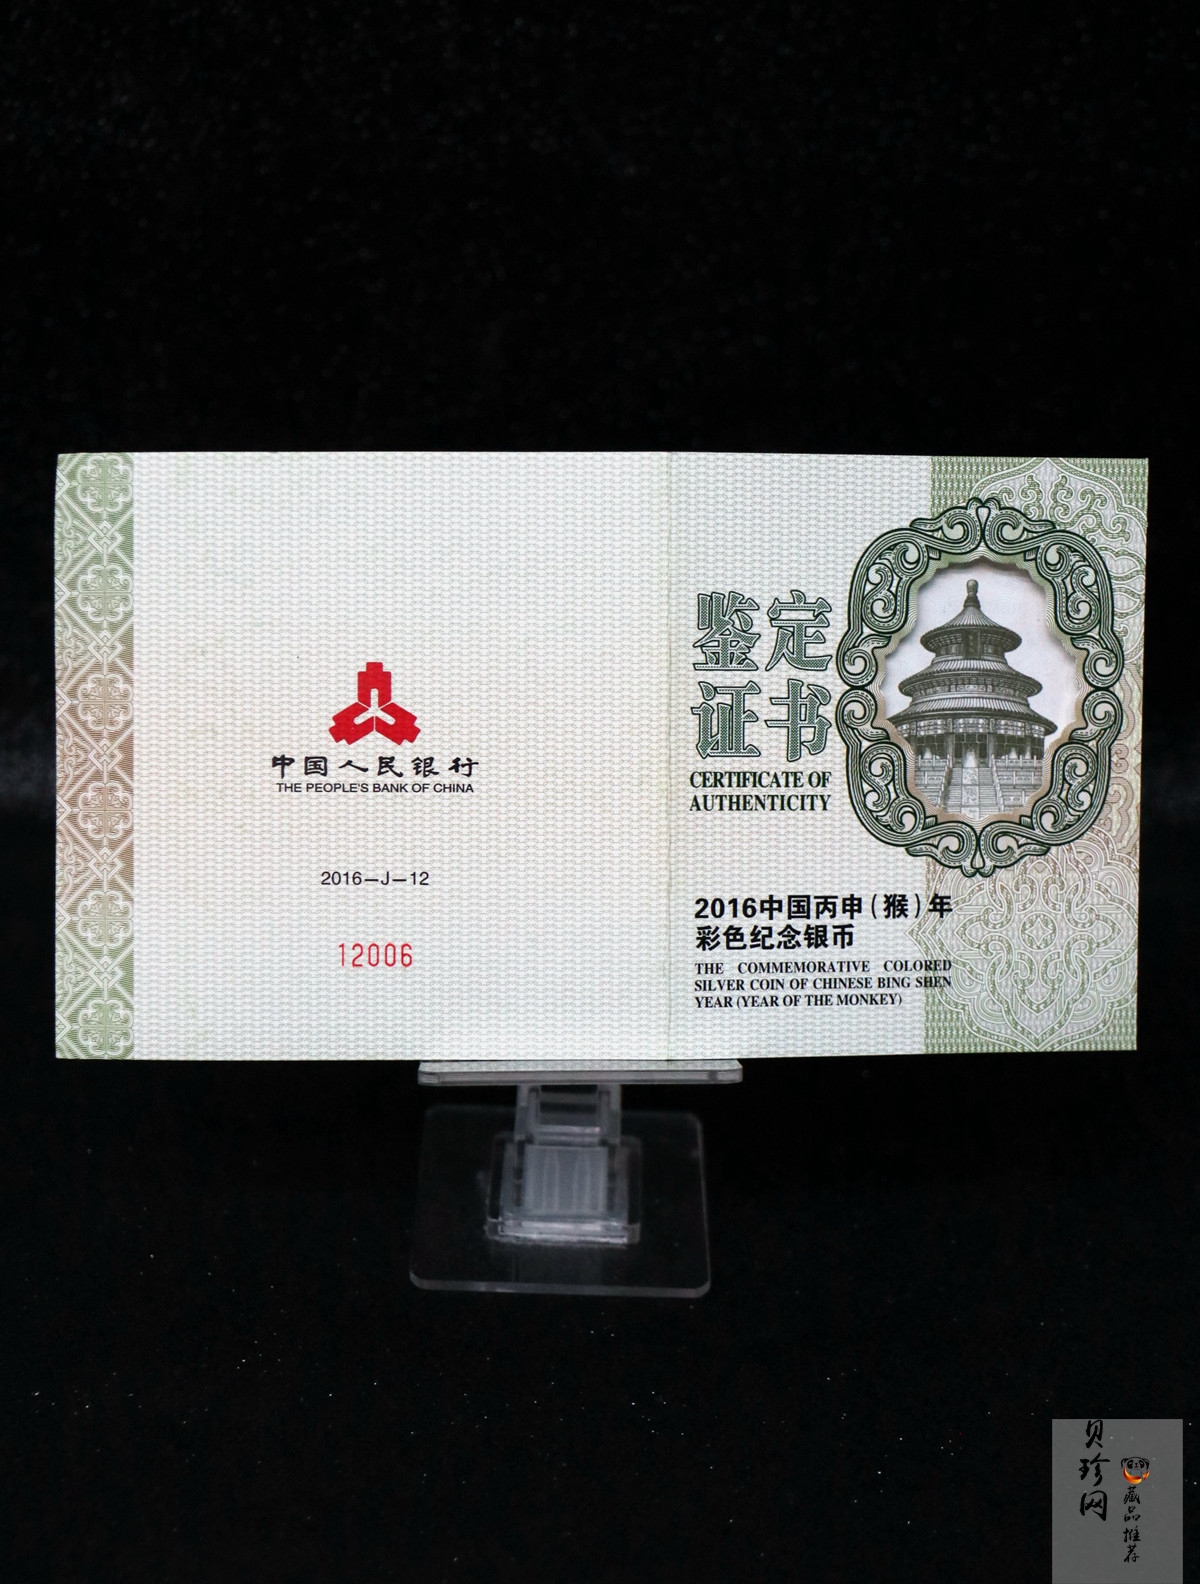 中国人民银行
THE PEOPLE'S BANK OF CHINA
2016—J—12
12006
鉴定
证书
CERTIFICATE OF
AUTHENTICITY
2016中国丙申(猴)年
彩色纪念银币
THE COMMEMORATIVE COLORED
SILVER COIN OF CHINESE BING SHEN
YEAR (YEAR OF THE MONKEY)
贝珍网
藏品推荐